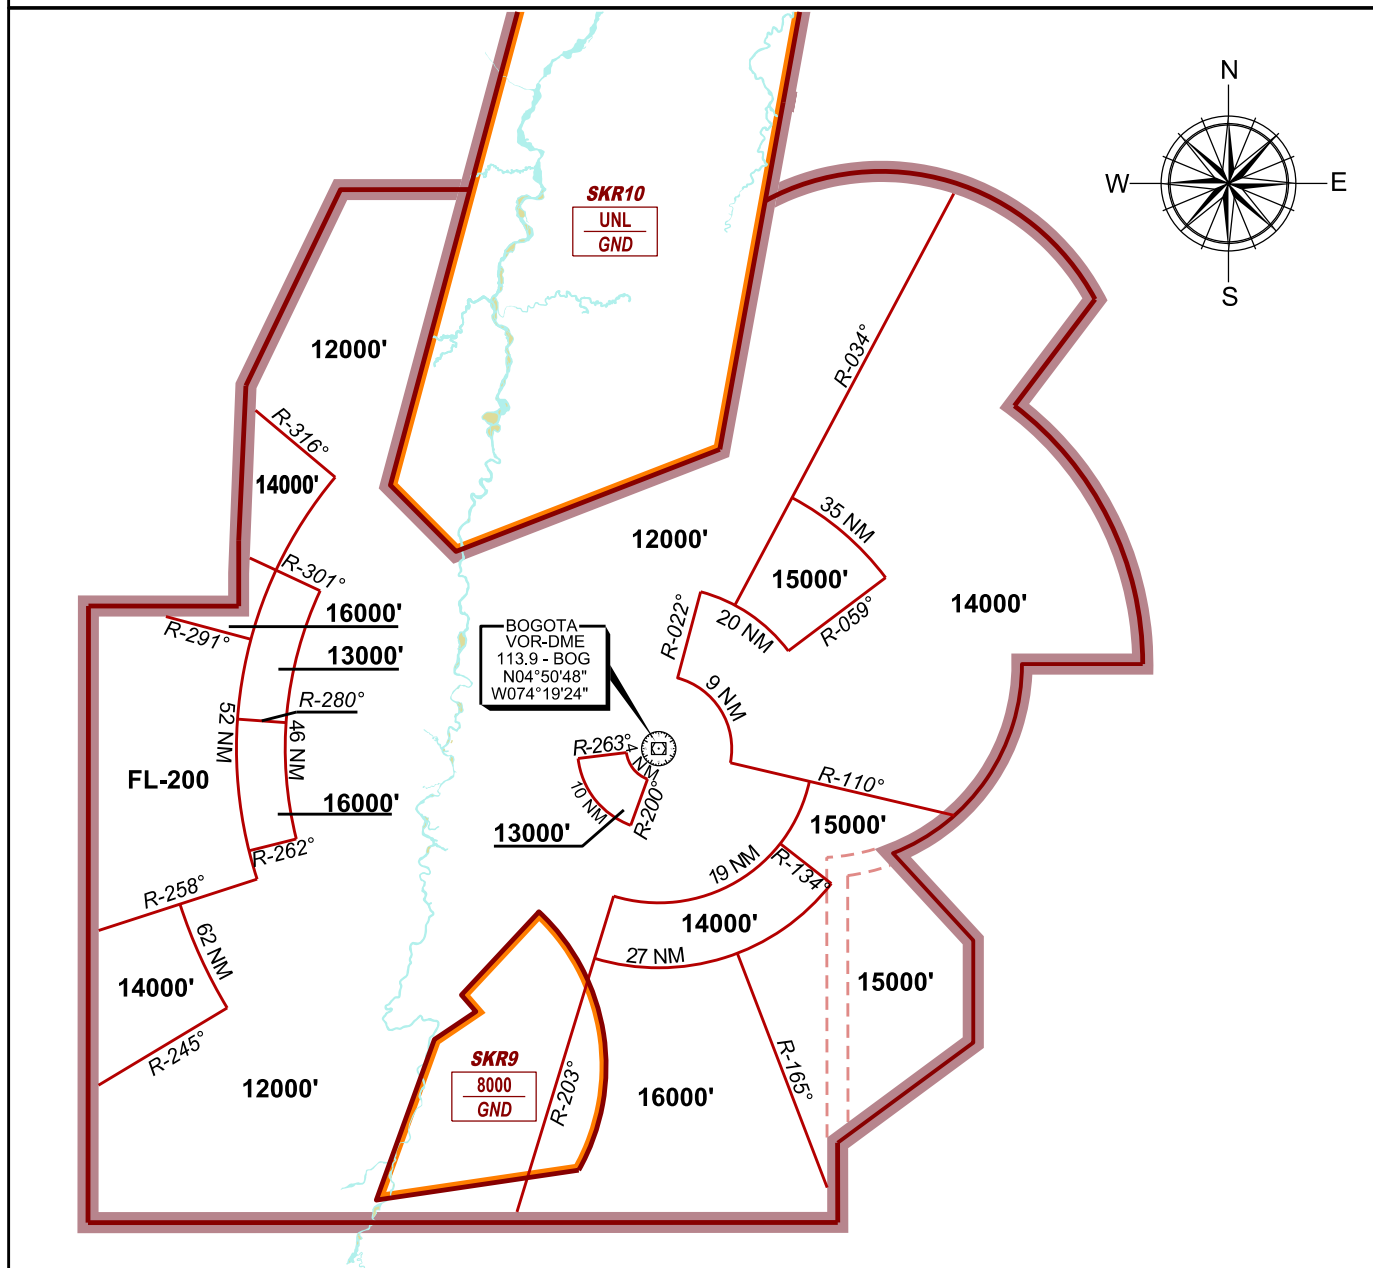 N
W
E
S
SKR10
UNL
GND
12000'
R-034°
R-316°
14000'
35 NM
12000'
R-301°
15000'
R-022°
14000'
16000'
R-059°
20 NM
R-291°
BOGOTA
VOR-DME
113.9 - BOG
N04°50'48"
W074°19'24"
13000'
R-280°
9 NM
52 NM
46 NM
R-263°
4 NM
FL-200
R-110°
10 NM
R-200°
16000'
13000'
15000'
R-262°
19 NM
R-134°
R-258°
14000'
62 NM
27 NM
14000'
15000'
R-245°
SKR9
8000
GND
R-203°
R-165°
12000'
16000'